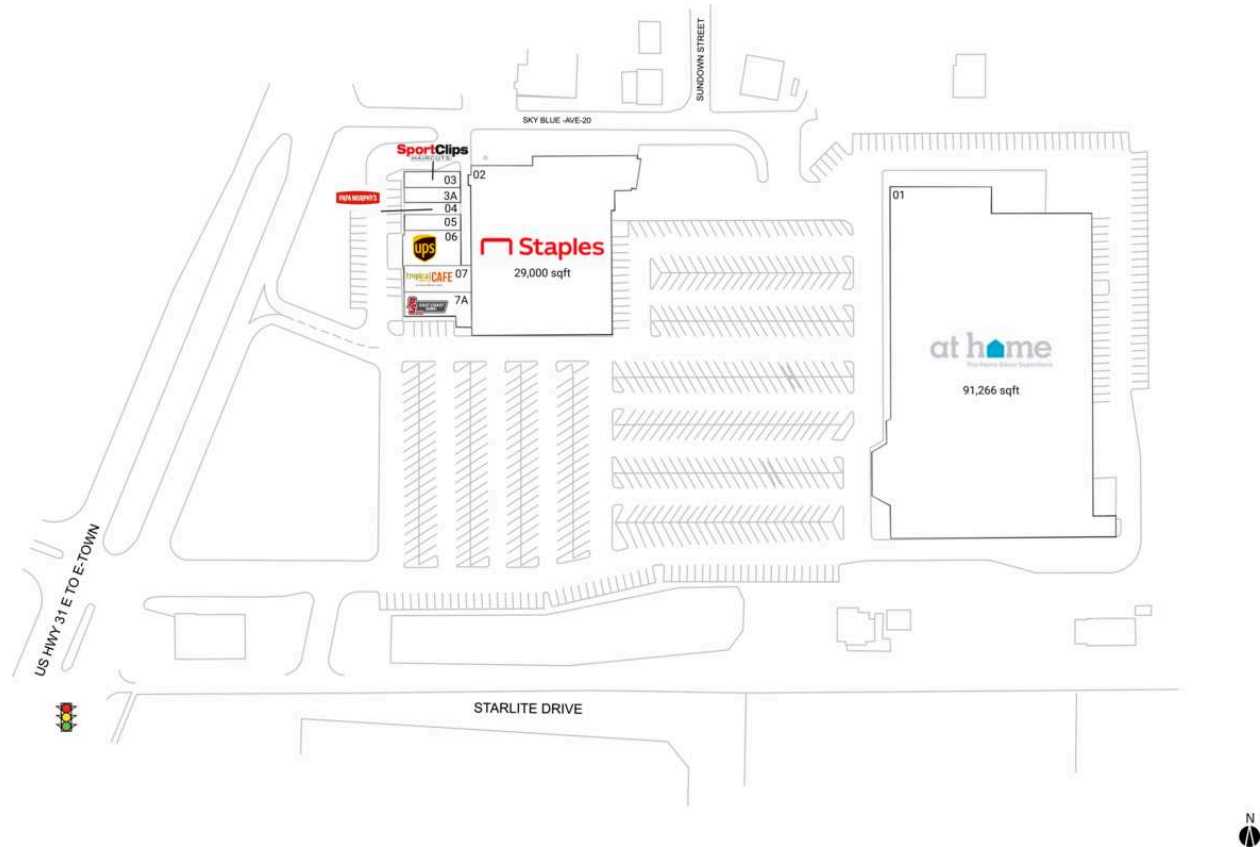 SUNDOWN STREET
SKY BLUE -AVE-20
SportClips
HAIRCUTS
03
02
3A
PAPA MURPHY'S
04
05
06
ups
Staples
29,000 sqft
tropical CAFE
07
7A
EAST COAST
01
at home
The Home Décor Superstore
91,266 sqft
US HWY 31 E TO E-TOWN
STARLITE DRIVE
N